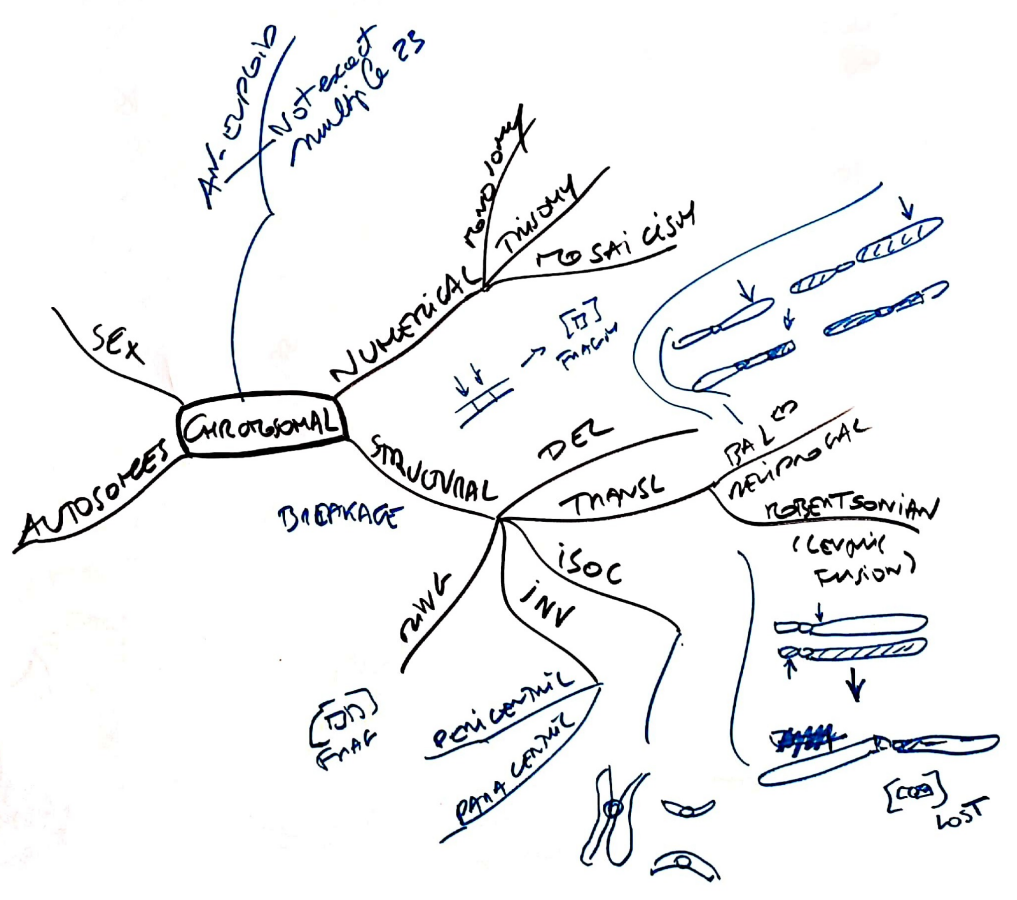 AN-EUPLOID
Not exact
multiple 23
MONOSOMY
TRISOMY
MOSAICISM
NUMERICAL
SEX
CHROMOSOMAL
AUTOSOMES
STRUCTURAL
BREAKAGE
FRAGM
DEL
TRANSL
BAL
RECIPROCAL
ROBERTSONIAN
(CENTRIC
FUSION)
ISOC
INV
RING
FRAG
PERICENTRIC
PARACENTRIC
LOST